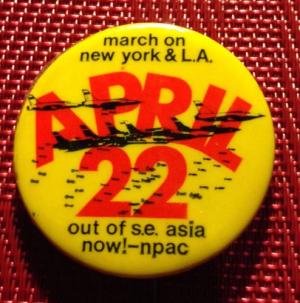 march on
new york & L.A.
APRIL
22
out of s.e. asia
now!-npac